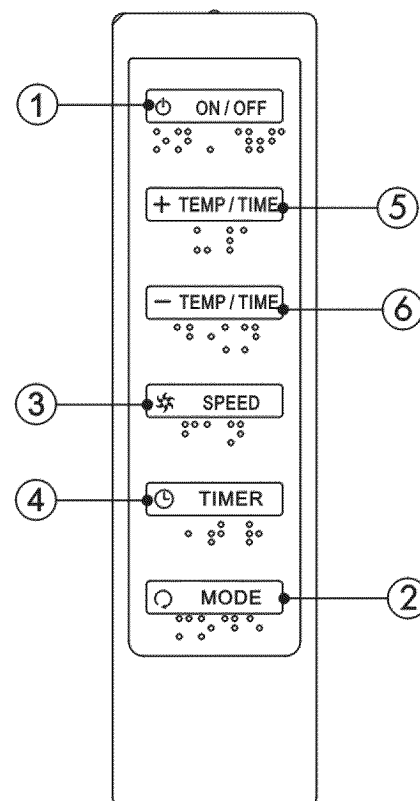 1 ON / OFF
+ TEMP / TIME 5
− TEMP / TIME 6
3 SPEED
4 TIMER
MODE 2